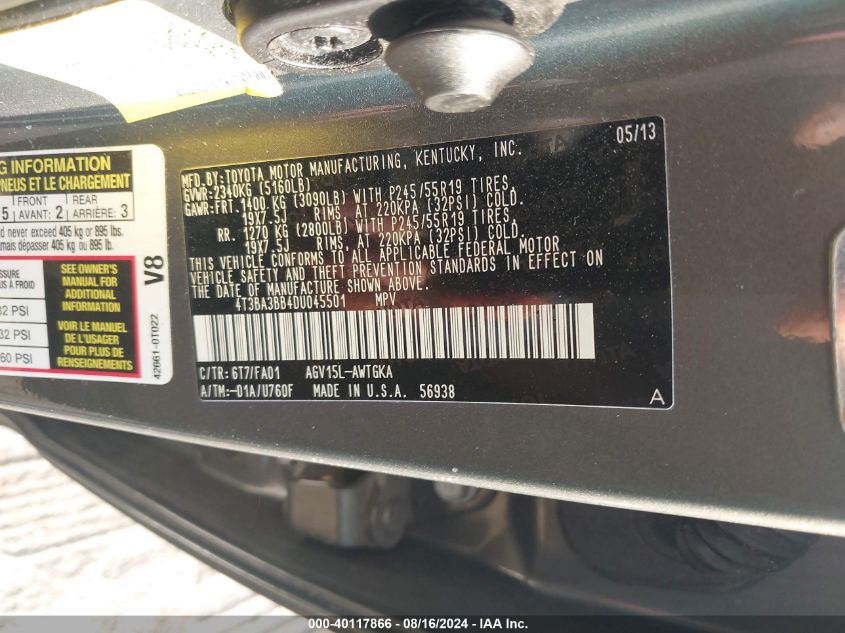 05/13
MFD.BY:TOYOTA MOTOR MANUFACTURING, KENTUCKY, INC.
GVWR:2340KG (5160LB)
GAWR:FRT.1400 KG (3090LB) WITH P245/55R19 TIRES,
19X7.5J RIMS, AT 220KPA (32PSI) COLD.
RR. 1270 KG (2800LB) WITH P245/55R19 TIRES,
19X7.5J RIMS, AT 220KPA (32PSI) COLD.
THIS VEHICLE CONFORMS TO ALL APPLICABLE FEDERAL MOTOR
VEHICLE SAFETY AND THEFT PREVENTION STANDARDS IN EFFECT ON
THE DATE OF MANUFACTURE SHOWN ABOVE.
4T3BA3BB4DU045501 MPV
C/TR: 6T7/FA01 AGV15L-AWTGKA
A/TM:-01A/U760F MADE IN U.S.A. 56938
A
G INFORMATION
PNEUS ET LE CHARGEMENT
5 FRONT REAR
AVANT: 2 ARRIÈRE: 3
never exceed 405 kg or 895 lbs.
jamais dépasser 405 kg ou 895 lb.
À FROID
32 PSI
32 PSI
60 PSI
SEE OWNER'S
MANUAL FOR
ADDITIONAL
INFORMATION
VOIR LE MANUEL
DE L'USAGER
POUR PLUS DE
RENSEIGNEMENTS
V8
42661-0T022
000-40117866 - 08/16/2024 - IAA Inc.